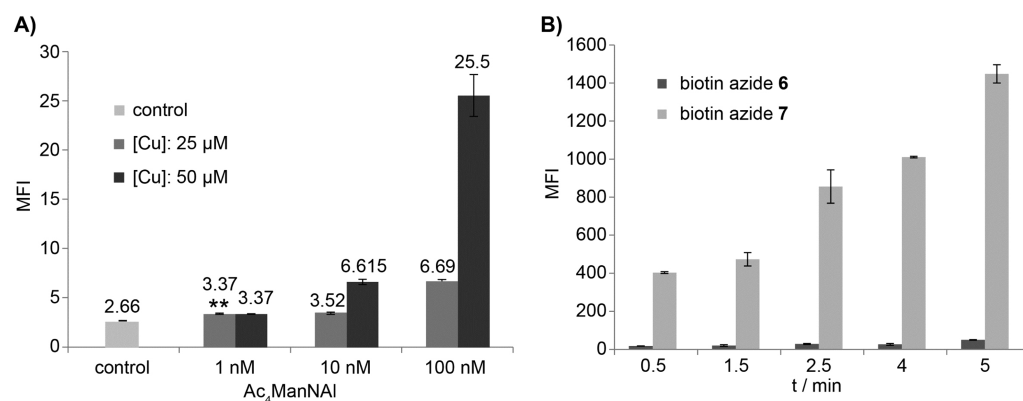 A)
30
25
20
15
10
5
0
MFI
control
[Cu]: 25 µM
[Cu]: 50 µM
2.66
3.37
**
3.37
3.52
6.615
6.69
25.5
control
1 nM
10 nM
100 nM
Ac₄ManNAl
B)
1600
1400
1200
1000
800
600
400
200
0
MFI
biotin azide 6
biotin azide 7
0.5
1.5
2.5
4
5
t / min